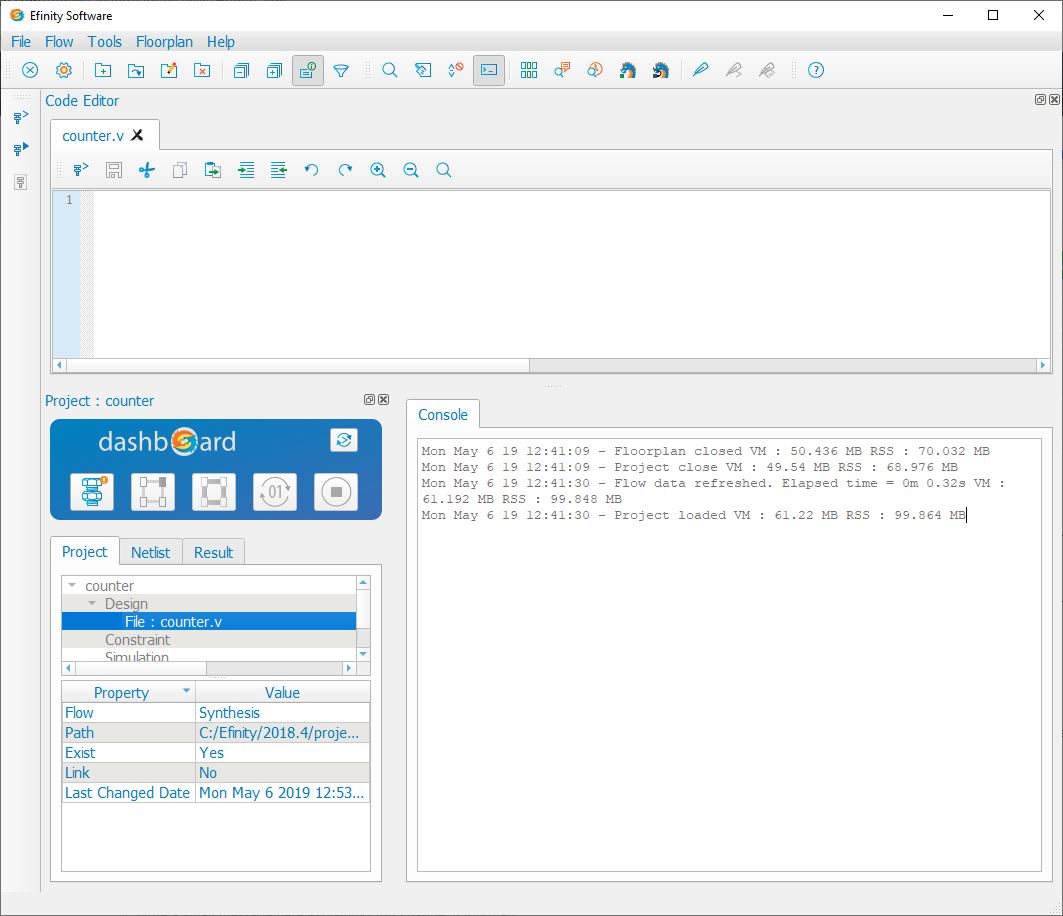 Efinity Software
File Flow Tools Floorplan Help
Code Editor
counter.v
1
Project : counter
dashboard
01
Project Netlist Result
counter
Design
File : counter.v
Constraint
Simulation
Property Value
Flow Synthesis
Path C:/Efinity/2018.4/proje...
Exist Yes
Link No
Last Changed Date Mon May 6 2019 12:53...
Console
Mon May 6 19 12:41:09 - Floorplan closed VM : 50.436 MB RSS : 70.032 MB
Mon May 6 19 12:41:09 - Project close VM : 49.54 MB RSS : 68.976 MB
Mon May 6 19 12:41:30 - Flow data refreshed. Elapsed time = 0m 0.32s VM :
61.192 MB RSS : 99.848 MB
Mon May 6 19 12:41:30 - Project loaded VM : 61.22 MB RSS : 99.864 MB